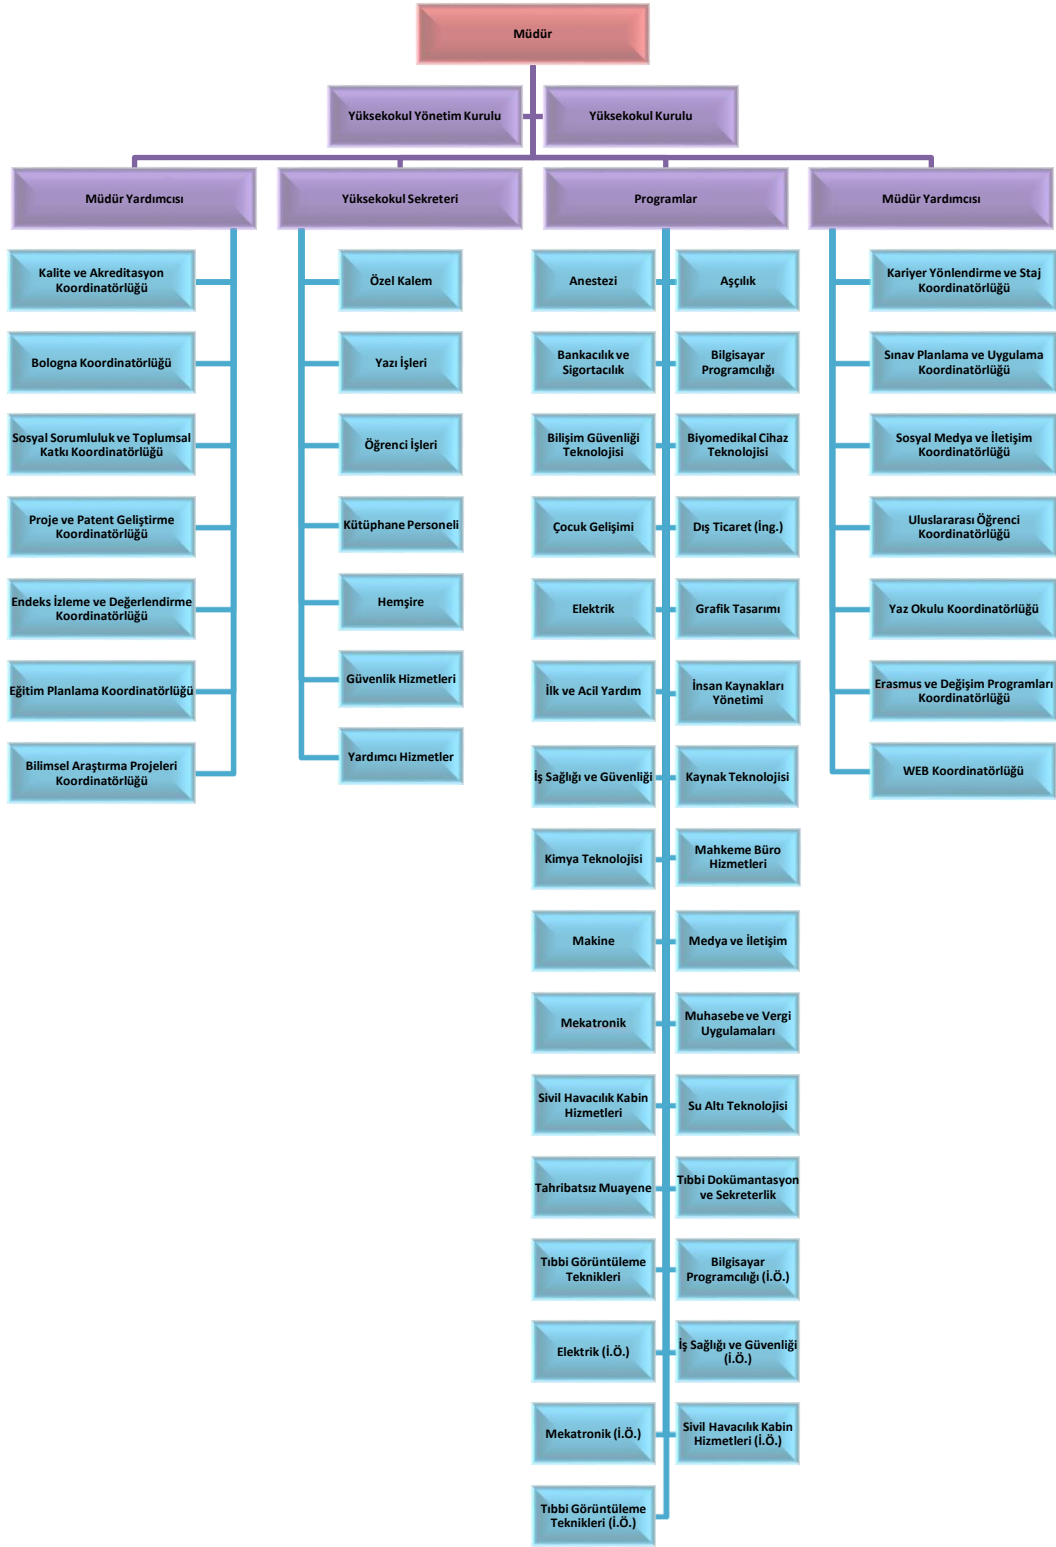 Müdür
Yüksekokul Yönetim Kurulu
Yüksekokul Kurulu
Müdür Yardımcısı
Yüksekokul Sekreteri
Programlar
Müdür Yardımcısı
Kalite ve Akreditasyon
Koordinatörlüğü
Bologna Koordinatörlüğü
Sosyal Sorumluluk ve Toplumsal
Katkı Koordinatörlüğü
Proje ve Patent Geliştirme
Koordinatörlüğü
Endeks İzleme ve Değerlendirme
Koordinatörlüğü
Eğitim Planlama Koordinatörlüğü
Bilimsel Araştırma Projeleri
Koordinatörlüğü
Özel Kalem
Yazı İşleri
Öğrenci İşleri
Kütüphane Personeli
Hemşire
Güvenlik Hizmetleri
Yardımcı Hizmetler
Anestezi
Aşçılık
Bankacılık ve
Sigortacılık
Bilgisayar
Programcılığı
Bilişim Güvenliği
Teknolojisi
Biyomedikal Cihaz
Teknolojisi
Çocuk Gelişimi
Dış Ticaret (İng.)
Elektrik
Grafik Tasarımı
İlk ve Acil Yardım
İnsan Kaynakları
Yönetimi
İş Sağlığı ve Güvenliği
Kaynak Teknolojisi
Kimya Teknolojisi
Mahkeme Büro
Hizmetleri
Makine
Medya ve İletişim
Mekatronik
Muhasebe ve Vergi
Uygulamaları
Sivil Havacılık Kabin
Hizmetleri
Su Altı Teknolojisi
Tahribatsız Muayene
Tıbbi Dokümantasyon
ve Sekreterlik
Tıbbi Görüntüleme
Teknikleri
Bilgisayar
Programcılığı (İ.Ö.)
Elektrik (İ.Ö.)
İş Sağlığı ve Güvenliği
(İ.Ö.)
Mekatronik (İ.Ö.)
Sivil Havacılık Kabin
Hizmetleri (İ.Ö.)
Tıbbi Görüntüleme
Teknikleri (İ.Ö.)
Kariyer Yönlendirme ve Staj
Koordinatörlüğü
Sınav Planlama ve Uygulama
Koordinatörlüğü
Sosyal Medya ve İletişim
Koordinatörlüğü
Uluslararası Öğrenci
Koordinatörlüğü
Yaz Okulu Koordinatörlüğü
Erasmus ve Değişim Programları
Koordinatörlüğü
WEB Koordinatörlüğü